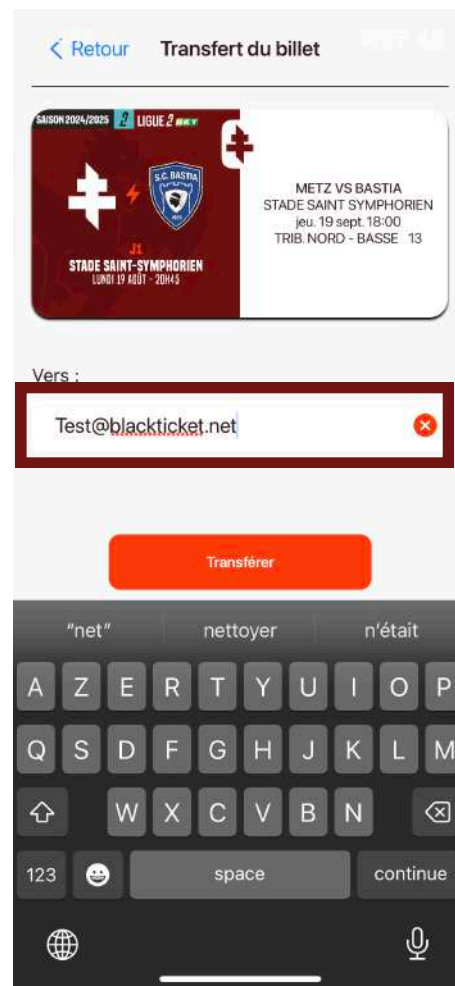 Retour Transfert du billet
SAISON 2024/2025 2 LIGUE 2 BKT
S.C. BASTIA
J1
STADE SAINT-SYMPHORIEN
LUNDI 19 AOÛT - 20H45
METZ VS BASTIA
STADE SAINT SYMPHORIEN
jeu. 19 sept. 18:00
TRIB. NORD - BASSE 13
Vers :
Test@blackticket.net
Transférer
"net" nettoyer n'était
A Z E R T Y U I O P
Q S D F G H J K L M
W X C V B N
123 space continue